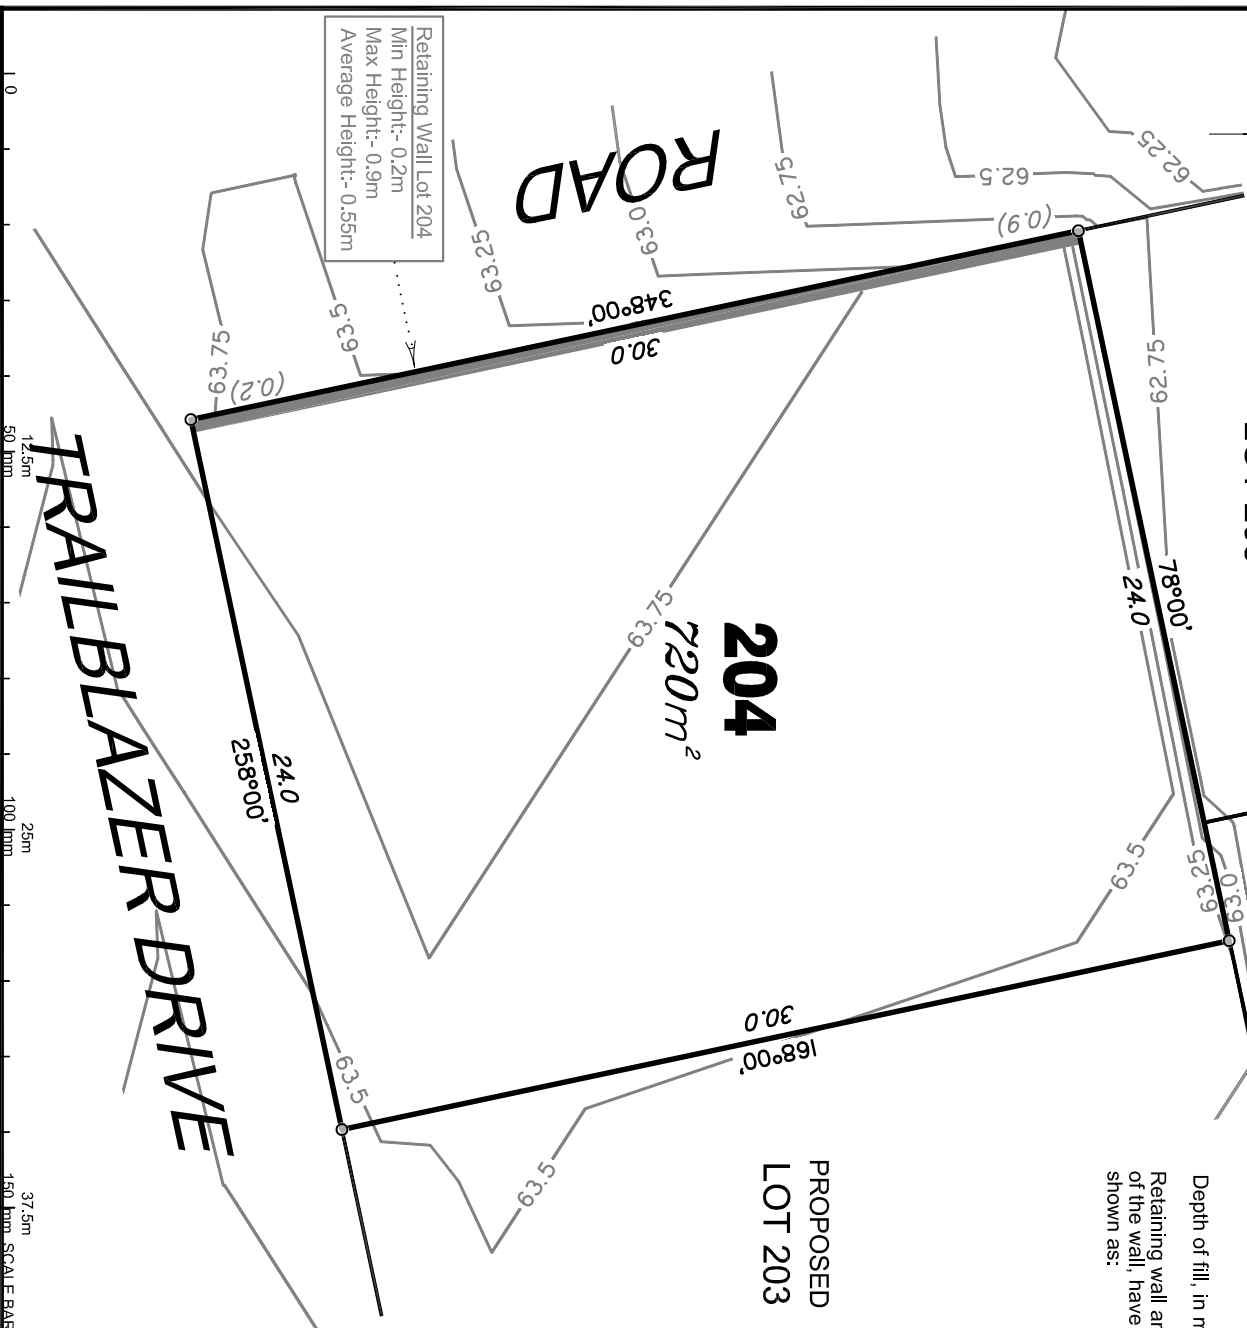 Retaining Wall Lot 204
Min Height:- 0.2m
Max Height:- 0.9m
Average Height:- 0.55m
ROAD
62.25
62.5
62.75
63.0
63.25
63.5
63.75
(0.9)
(0.2)
348°00'
30.0
62.75
78°00'
24.0
63.75
204
720m²
24.0
258°00'
TRAILBLAZER DRIVE
63.5
63.25
63.0
30.0
168°00'
63.5
63.5
PROPOSED
LOT 203
Depth of fill, in
Retaining wall
of the wall, have
shown as:
0
12.5m
50 mm
25m
100 mm
37.5m
150 mm SCALE